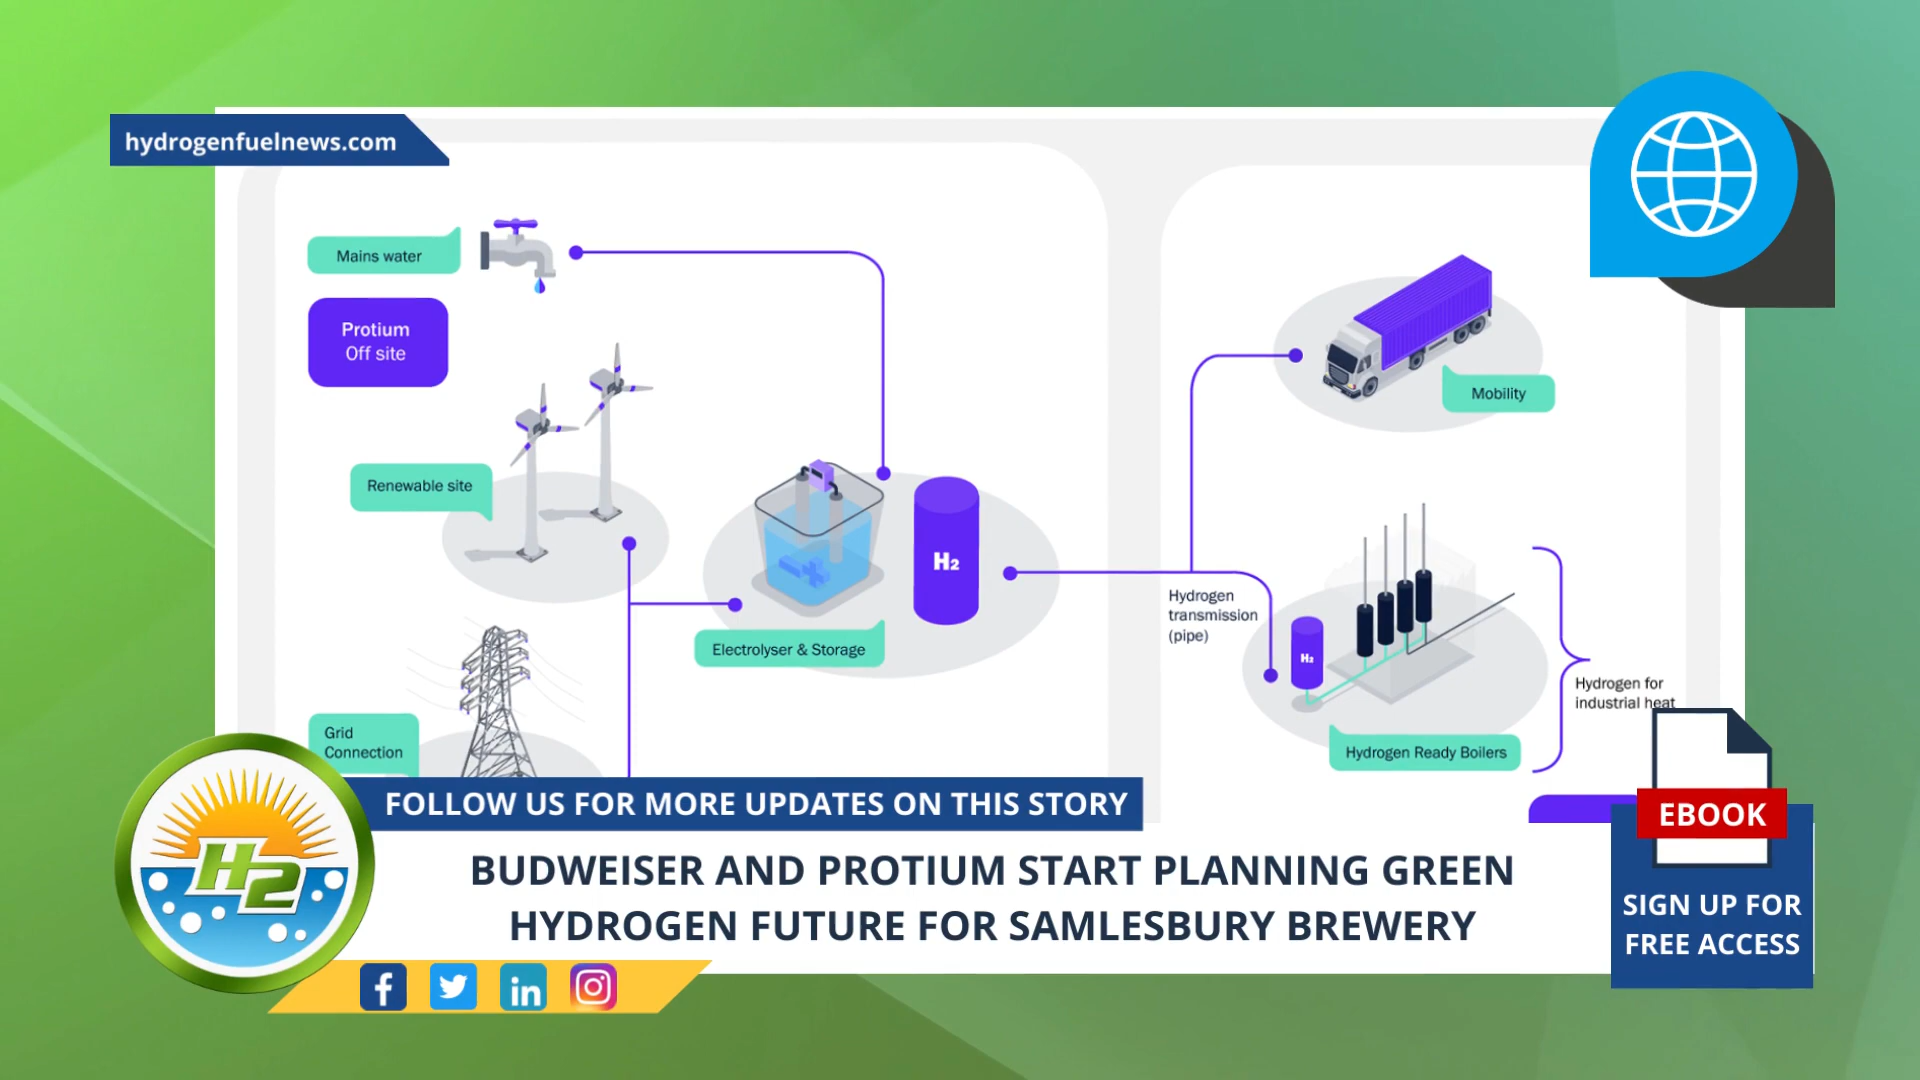 hydrogenfuelnews.com
Mains water
Protium
Off site
Renewable site
Grid
Connection
Electrolyser & Storage
H2
Mobility
Hydrogen
transmission
(pipe)
H2
Hydrogen Ready Boilers
Hydrogen for
industrial heat
FOLLOW US FOR MORE UPDATES ON THIS STORY
BUDWEISER AND PROTIUM START PLANNING GREEN
HYDROGEN FUTURE FOR SAMLESBURY BREWERY
H2
EBOOK
SIGN UP FOR
FREE ACCESS
f
in